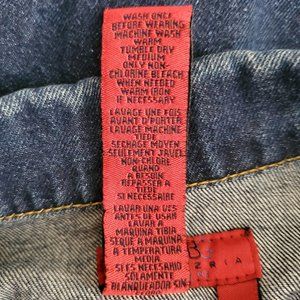 WASH ONCE
BEFORE WEARING
MACHINE WASH
WARM
TUMBLE DRY
MEDIUM
ONLY NON-
CHLORINE BLEACH
WHEN NEEDED
WARM IRON
IF NECESSARY
LAVAGE UNE FOIS
AVANT D'PORTER
LAVAGE MACHINE
TIEDE
SECHAGE MOYEN
SEULEMENT JAVEL
NON-CHLORE
QUAND
A BESOIN
REPASSER A
TIEDE
SI NECESSAIRE
LAVAR UNA VES
ANTES DE USAR
LAVAR A
MAQUINA TIBIA
SEQUE A MAQUINA
A TEMPERATURA
MEDIA
SI ES NECESARIO
SOLAMENTE
BLANQUEADOR SIN
R I A